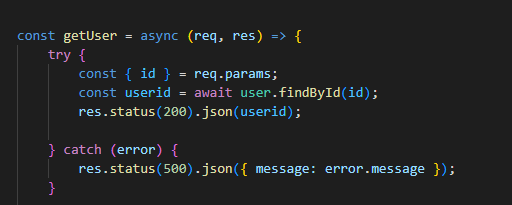 const getUser = async (req, res) => {
    try {
        const { id } = req.params;
        const userid = await user.findById(id);
        res.status(200).json(userid);

    } catch (error) {
        res.status(500).json({ message: error.message });
    }